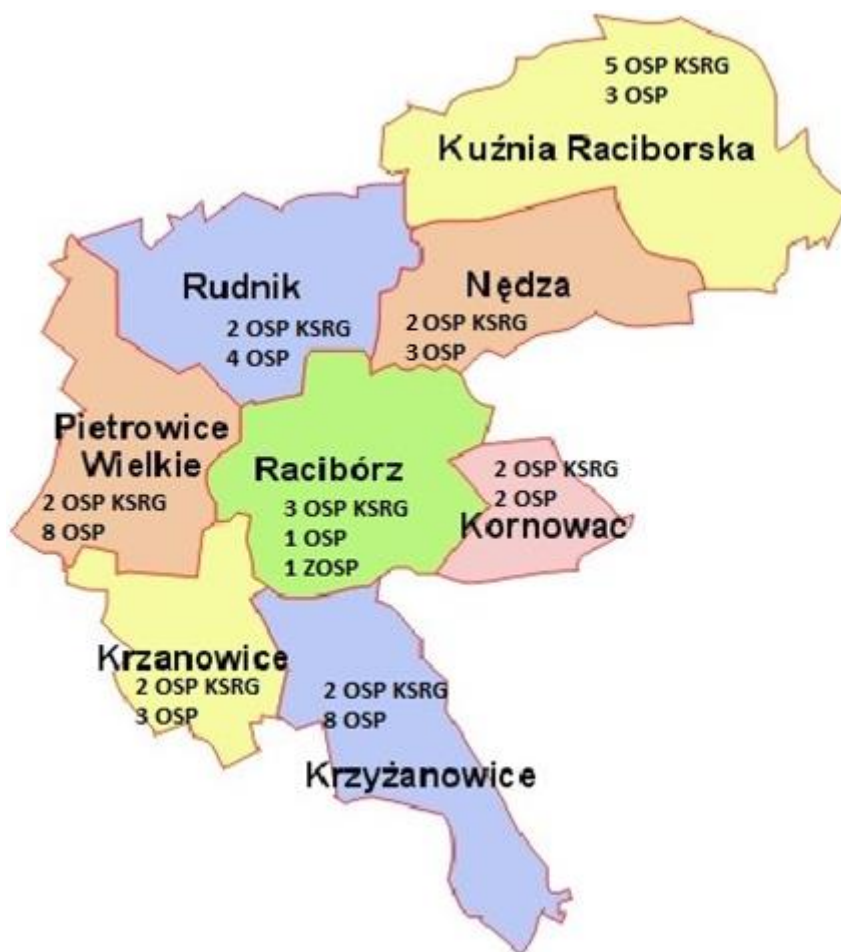 5 OSP KSRG
3 OSP
Kuźnia Raciborska
Rudnik
2 OSP KSRG
4 OSP
Nędza
2 OSP KSRG
3 OSP
Pietrowice
Wielkie
2 OSP KSRG
8 OSP
Racibórz
3 OSP KSRG
1 OSP
1 ZOSP
2 OSP KSRG
2 OSP
Kornowac
Krzanowice
2 OSP KSRG
3 OSP
2 OSP KSRG
8 OSP
Krzyżanowice